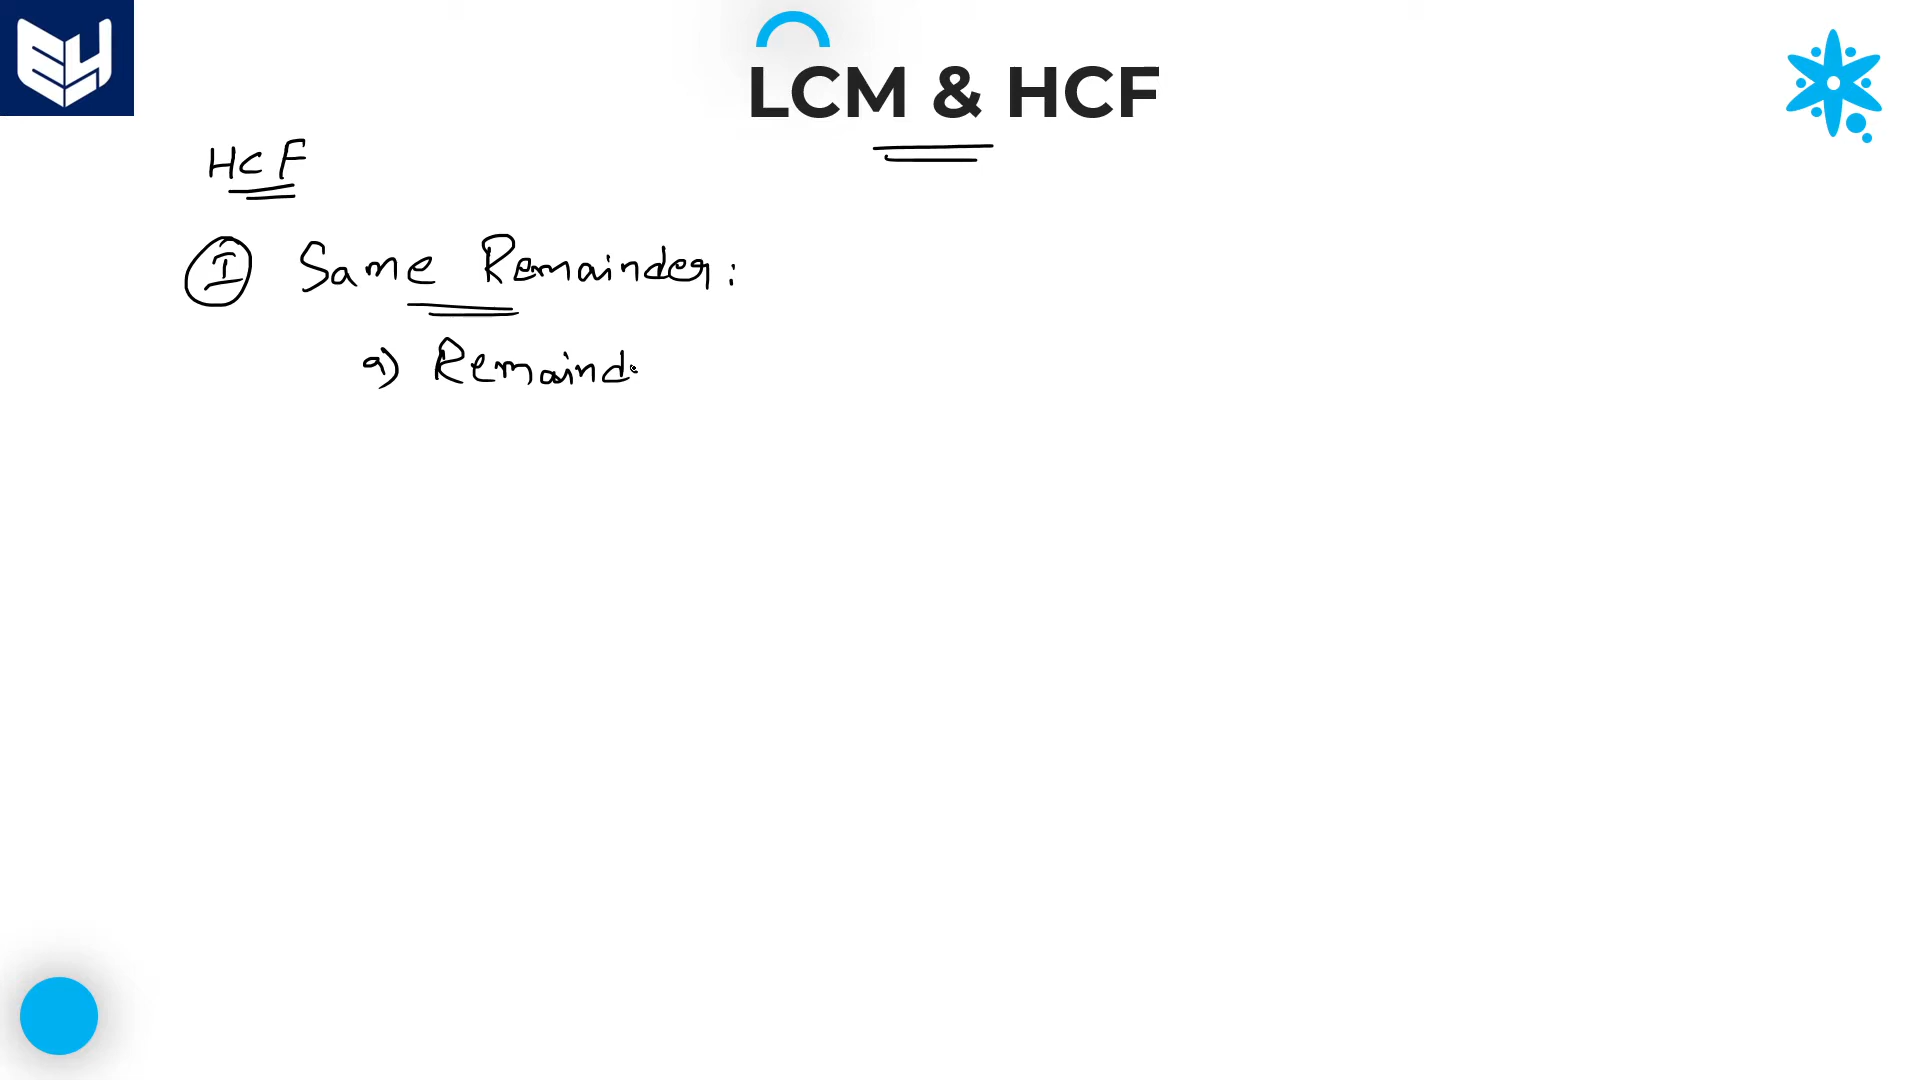 LCM & HCF
HCF
I Same Remainder:
a) Remaind